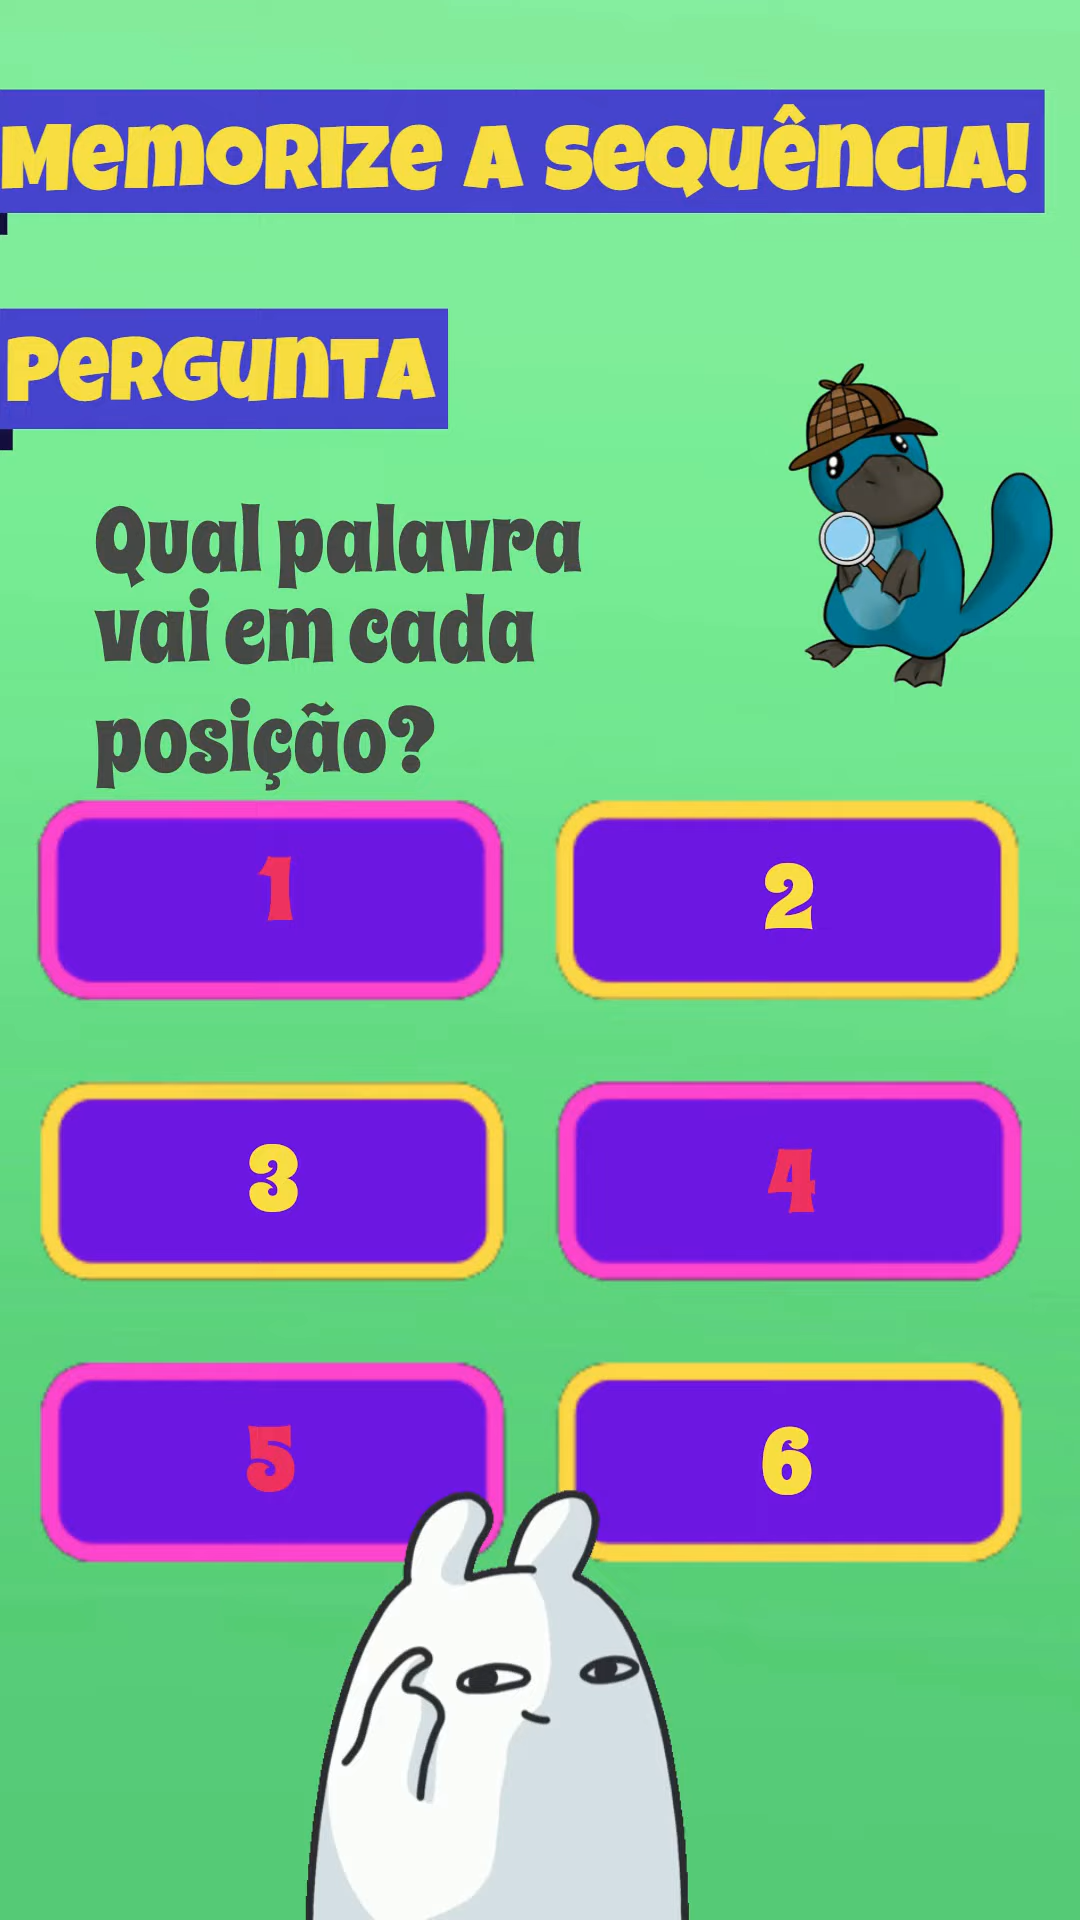 Memorize a sequência!
Pergunta
Qual palavra
vai em cada
posição?
1
2
3
4
5
6